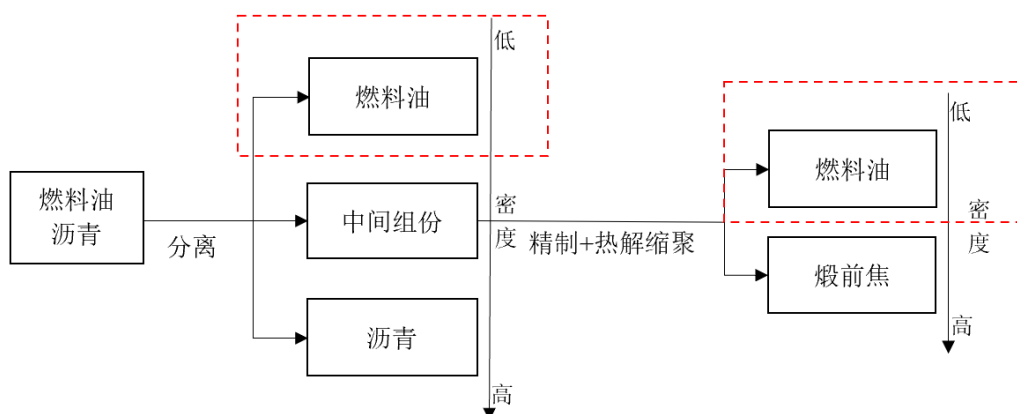 低
燃料油
低
燃料油
燃料油
沥青
分离
中间组份
密
度
精制+热解缩聚
密
度
煅前焦
沥青
高
高